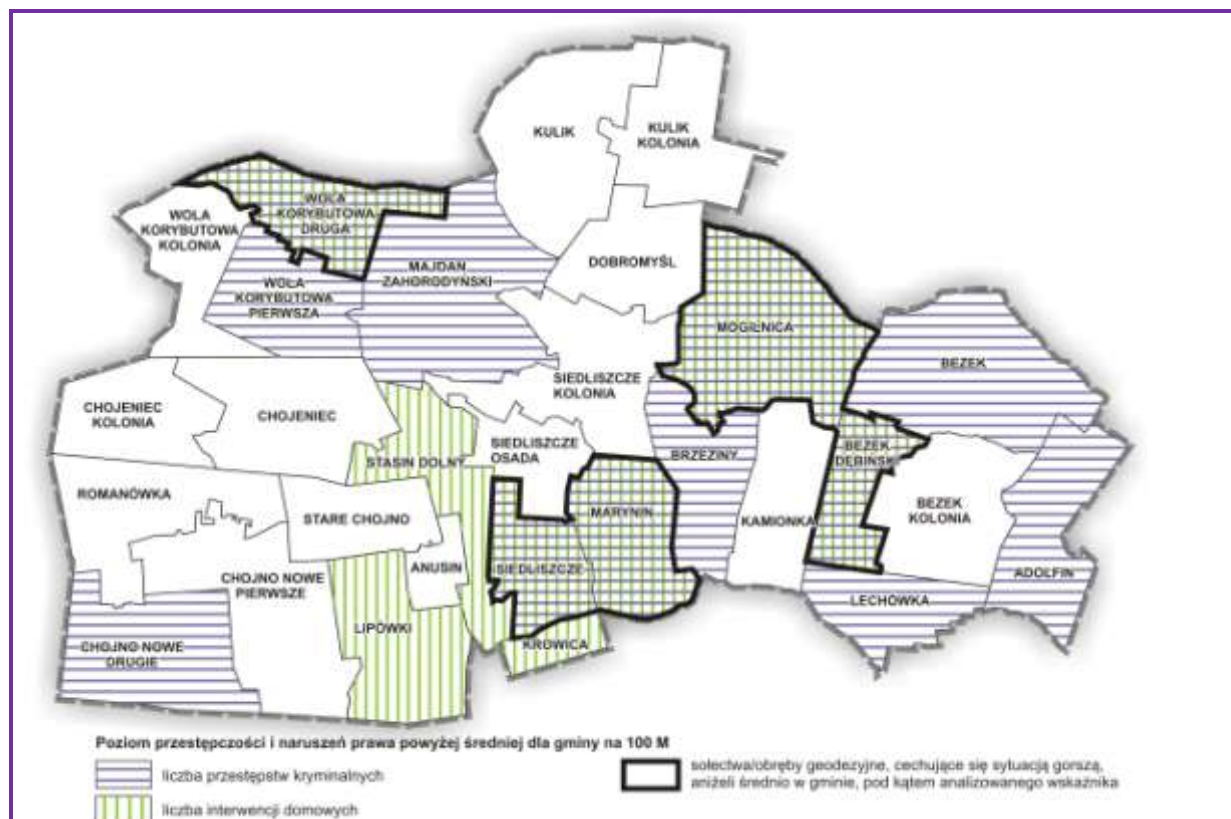 KULIK
KULIK
KOLONIA
WOLA
KORYBUTOWA
DRUGA
WOLA
KORYBUTOWA
KOLONIA
DOBROMYŚL
MAJDAN
ZAHORODYŃSKI
WOLA
KORYBUTOWA
PIERWSZA
MOGILNICA
BEZEK
SIEDLISZCZE
KOLONIA
CHOJENIEC
KOLONIA
CHOJENIEC
SIEDLISZCZE
OSADA
STASIN DOLNY
BRZEZINY
BEZEK
DĘBIŃSKI
ROMANÓWKA
STARE CHOJNO
MARYNIN
KAMIONKA
BEZEK
KOLONIA
ANUSIN
SIEDLISZCZE
ADOLFIN
CHOJNO NOWE
PIERWSZE
LECHÓWKA
LIPÓWKI
KROWICA
CHOJNO NOWE
DRUGIE
Poziom przestępczości i naruszeń prawa powyżej średniej dla gminy na 100 M
liczba przestępstw kryminalnych
liczba interwencji domowych
sołectwa/obręby geodezyjne, cechujące się sytuacją gorszą,
aniżeli średnio w gminie, pod kątem analizowanego wskaźnika